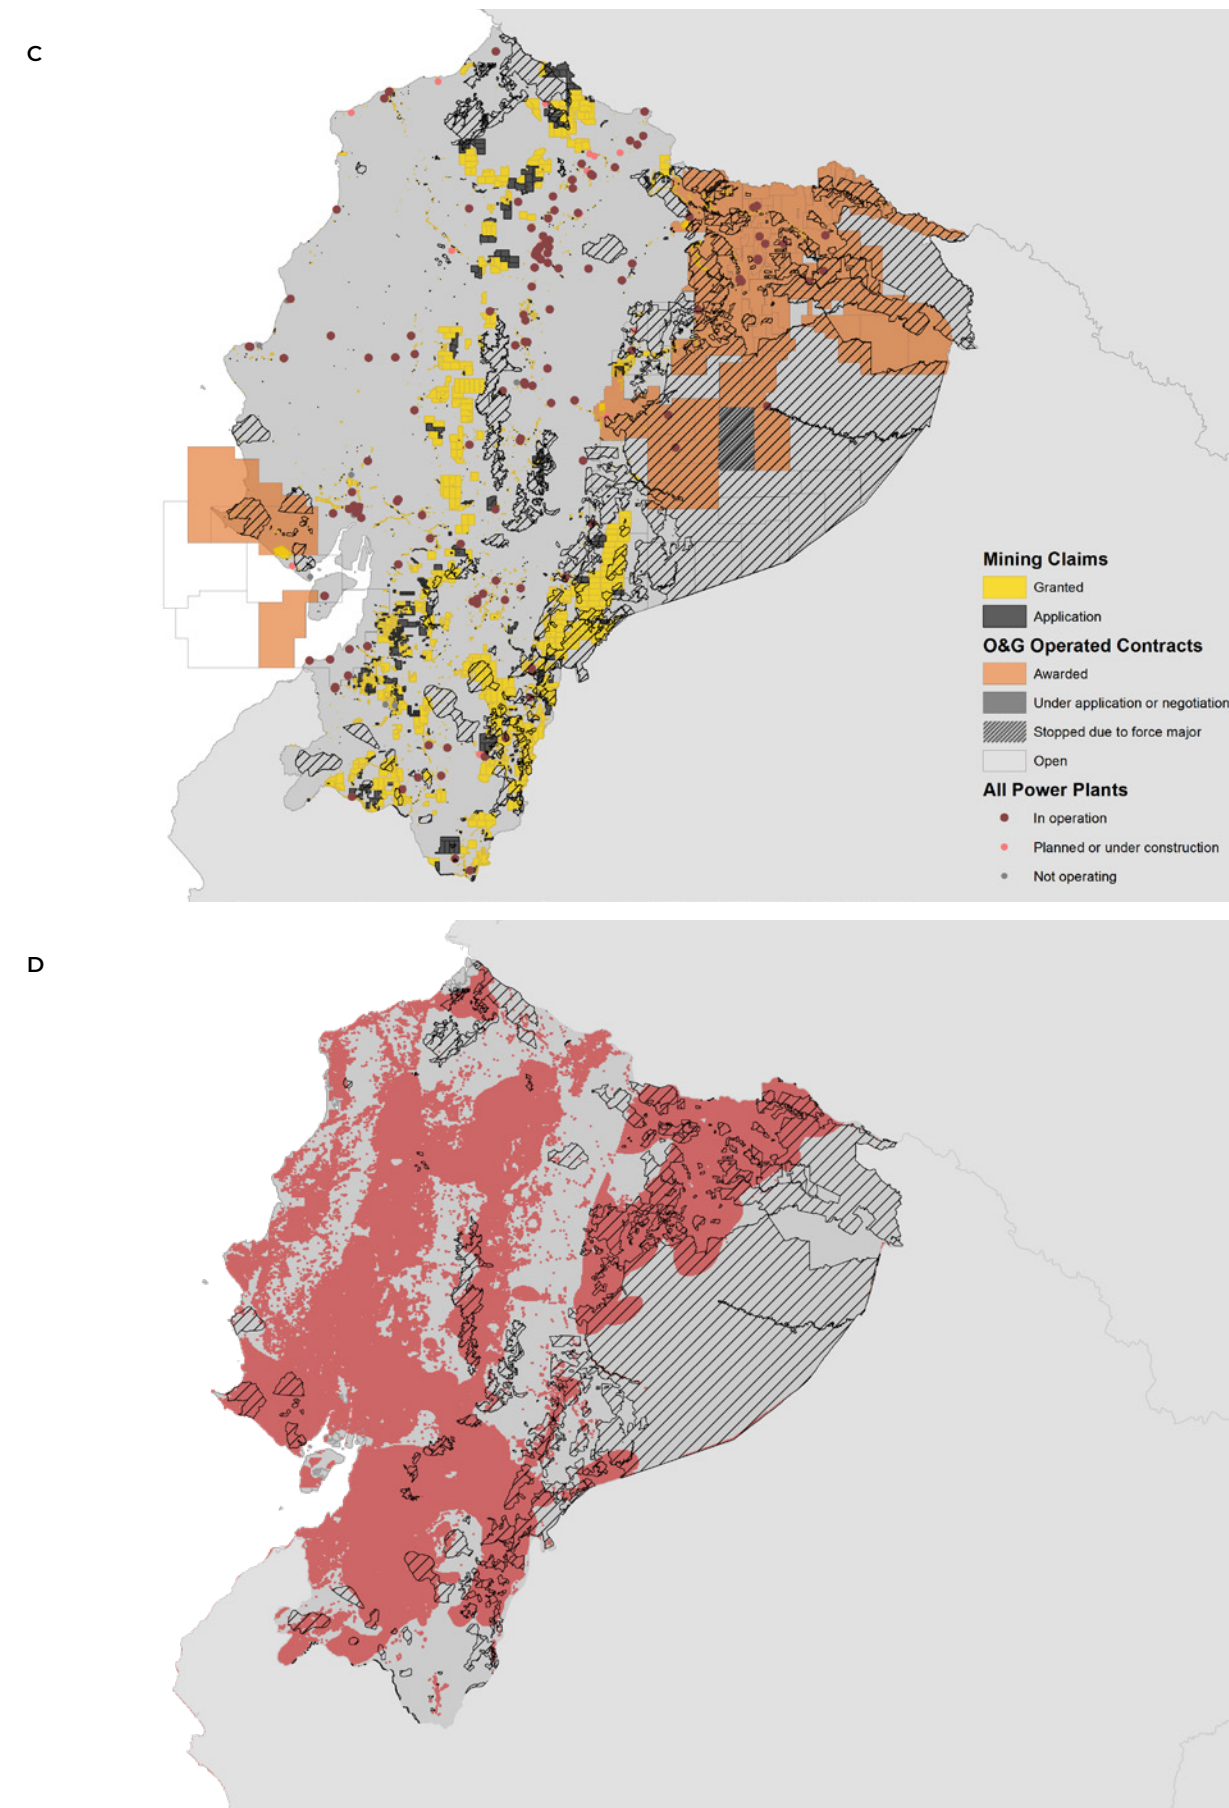 C
Mining Claims
Granted
Application
O&G Operated Contracts
Awarded
Under application or negotiation
Stopped due to force major
Open
All Power Plants
In operation
Planned or under construction
Not operating
D